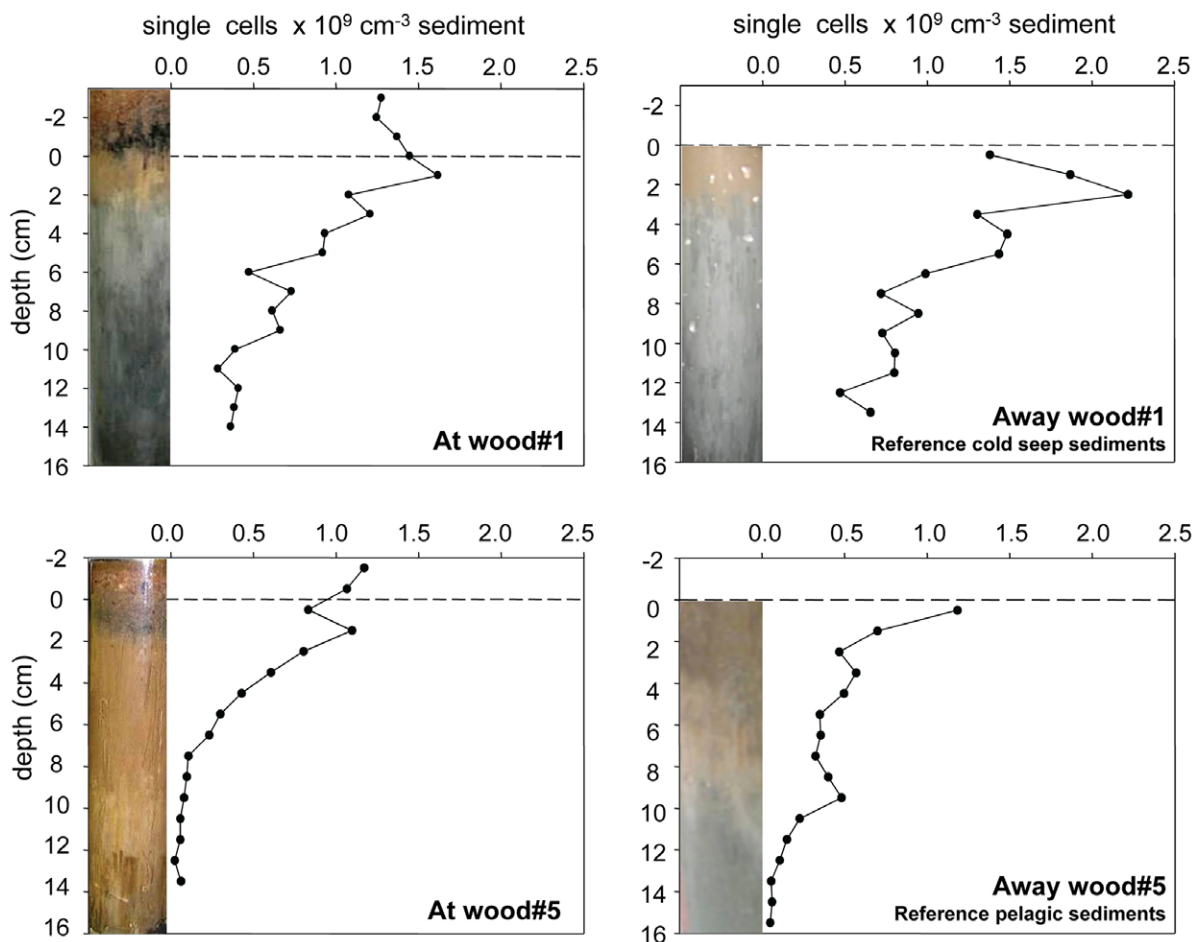 single cells x 10⁹ cm⁻³ sediment
0.0 0.5 1.0 1.5 2.0 2.5
-2
0
2
4
6
8
10
12
14
16
depth (cm)
At wood#1
single cells x 10⁹ cm⁻³ sediment
0.0 0.5 1.0 1.5 2.0 2.5
-2
0
2
4
6
8
10
12
14
16
Away wood#1
Reference cold seep sediments
0.0 0.5 1.0 1.5 2.0 2.5
-2
0
2
4
6
8
10
12
14
16
depth (cm)
At wood#5
0.0 0.5 1.0 1.5 2.0 2.5
-2
0
2
4
6
8
10
12
14
16
Away wood#5
Reference pelagic sediments